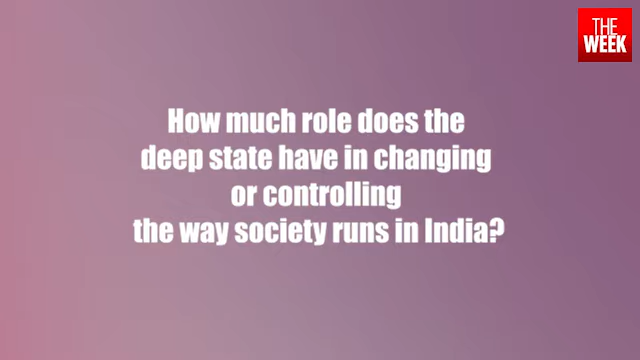 THE
WEEK
How much role does the
deep state have in changing
or controlling
the way society runs in India?